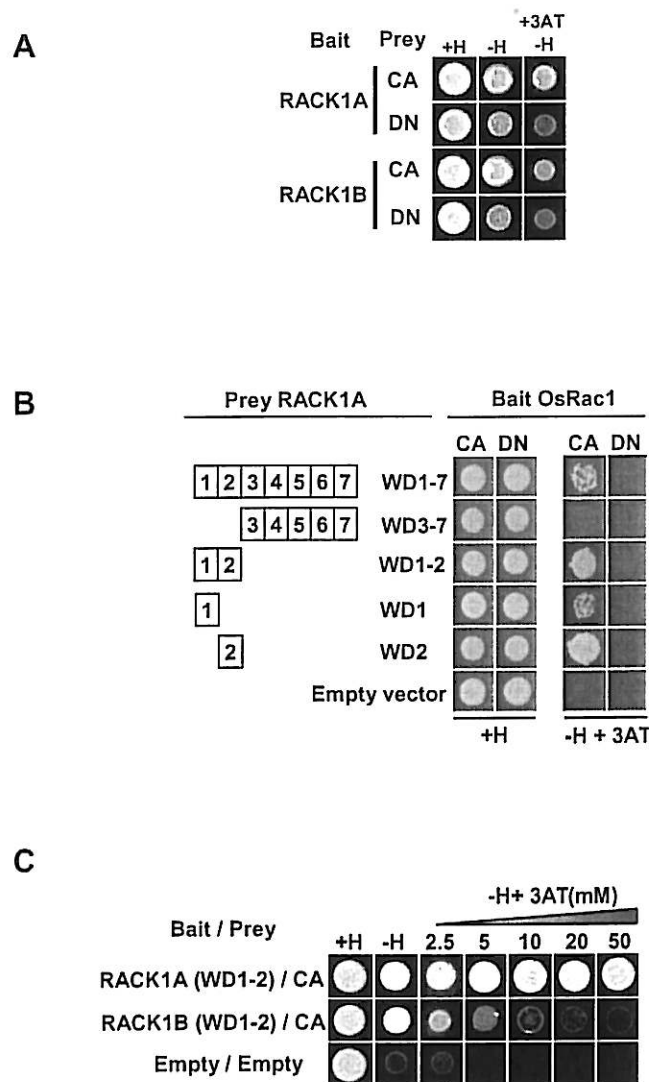 A
Bait Prey +H -H +3AT -H
RACK1A
CA
DN
RACK1B
CA
DN
B
Prey RACK1A Bait OsRac1
CA DN CA DN
1 2 3 4 5 6 7 WD1-7
3 4 5 6 7 WD3-7
1 2 WD1-2
1 WD1
2 WD2
Empty vector
+H -H + 3AT
C
-H+ 3AT(mM)
Bait / Prey +H -H 2.5 5 10 20 50
RACK1A (WD1-2) / CA
RACK1B (WD1-2) / CA
Empty / Empty